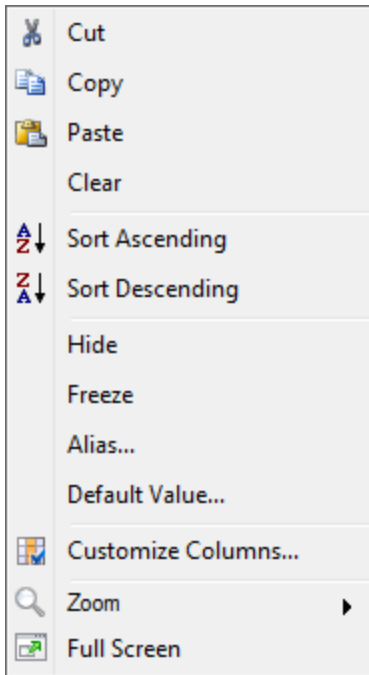 Cut
Copy
Paste
Clear
Sort Ascending
Sort Descending
Hide
Freeze
Alias...
Default Value...
Customize Columns...
Zoom
Full Screen